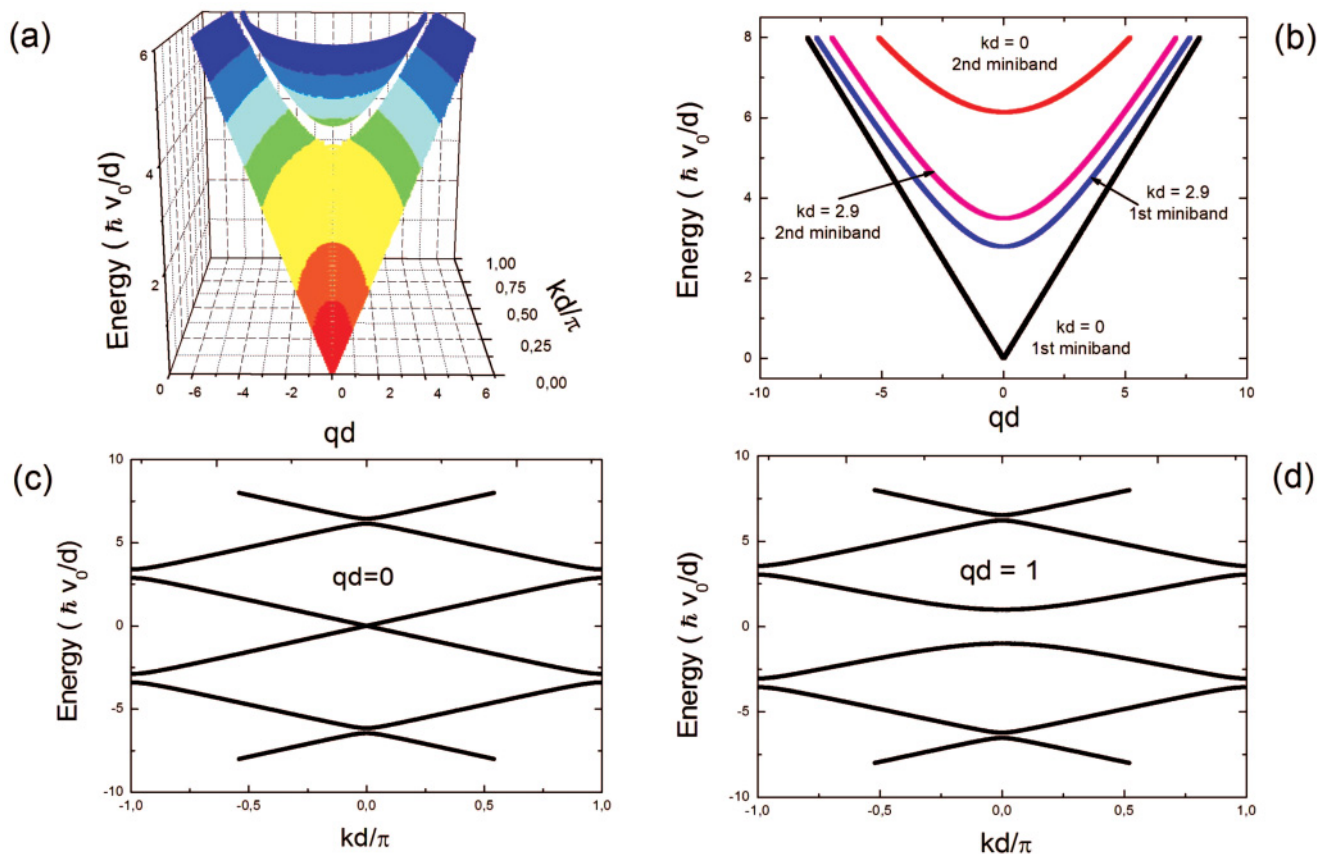 (a)
Energy ( ℏ v₀/d)
6
4
2
0
-6
-4
-2
0
2
4
6
qd
1,00
0,75
0,50
0,25
0,00
kd/π
(b)
Energy ( ℏ v₀/d)
8
6
4
2
0
-10
-5
0
5
10
qd
kd = 0
2nd miniband
kd = 2.9
2nd miniband
kd = 2.9
1st miniband
kd = 0
1st miniband
(c)
Energy ( ℏ v₀/d)
10
5
0
-5
-10
-1,0
-0,5
0,0
0,5
1,0
kd/π
qd=0
(d)
Energy ( ℏ v₀/d)
10
5
0
-5
-10
-1,0
-0,5
0,0
0,5
1,0
kd/π
qd = 1